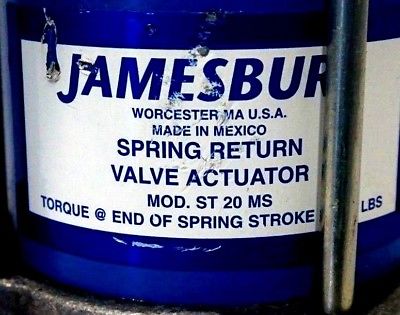 JAMESBUR
WORCESTER MA U.S.A.
MADE IN MEXICO
SPRING RETURN
VALVE ACTUATOR
MOD. ST 20 MS
TORQUE @ END OF SPRING STROKE LBS